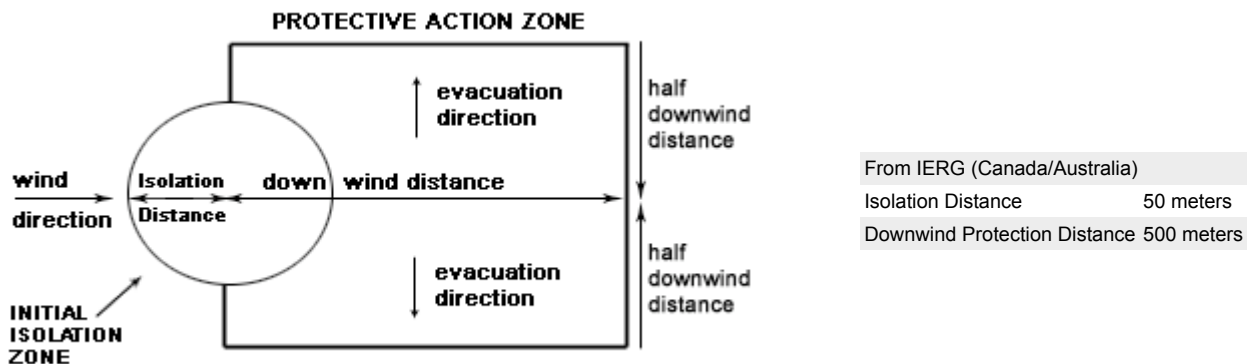 PROTECTIVE ACTION ZONE
evacuation
direction
half
downwind
distance
wind
direction
Isolation
Distance
down wind distance
evacuation
direction
half
downwind
distance
INITIAL
ISOLATION
ZONE
From IERG (Canada/Australia)
Isolation Distance 50 meters
Downwind Protection Distance 500 meters